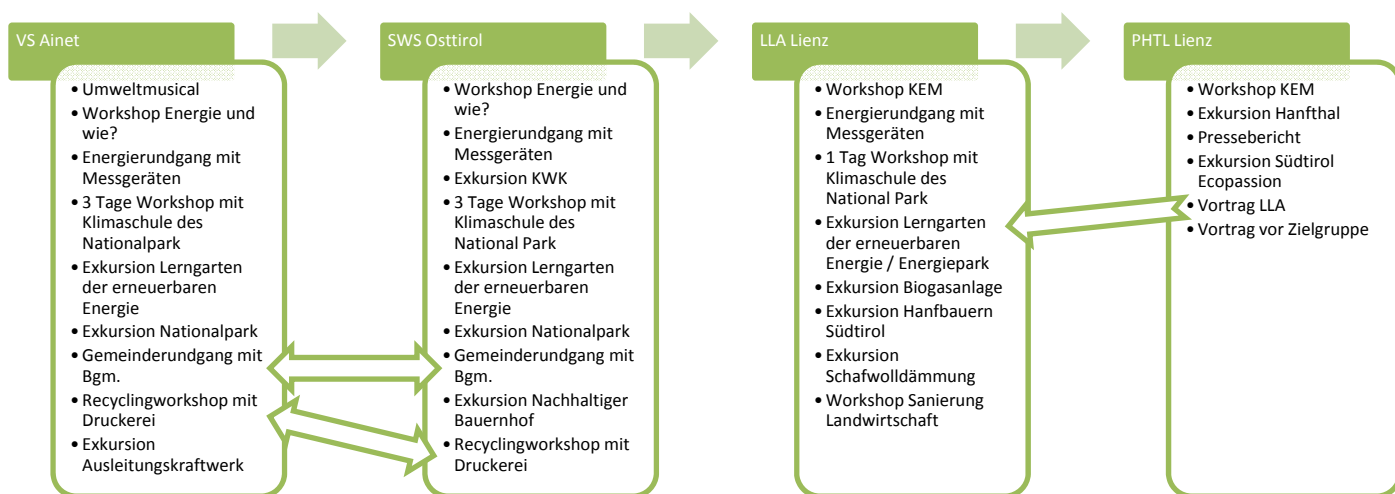 VS Ainet
• Umweltmusical
• Workshop Energie und
wie?
• Energierundgang mit
Messgeräten
• 3 Tage Workshop mit
Klimaschule des
Nationalpark
• Exkursion Lerngarten
der erneuerbaren
Energie
• Exkursion Nationalpark
• Gemeinderundgang mit
Bgm.
• Recyclingworkshop mit
Druckerei
• Exkursion
Ausleitungskraftwerk
SWS Osttirol
• Workshop Energie und
wie?
• Energierundgang mit
Messgeräten
• Exkursion KWK
• 3 Tage Workshop mit
Klimaschule des
National Park
• Exkursion Lerngarten
der erneuerbaren
Energie
• Exkursion Nationalpark
• Gemeinderundgang mit
Bgm.
• Exkursion Nachhaltiger
Bauernhof
• Recyclingworkshop mit
Druckerei
LLA Lienz
• Workshop KEM
• Energierundgang mit
Messgeräten
• 1 Tag Workshop mit
Klimaschule des
National Park
• Exkursion Lerngarten
der erneuerbaren
Energie / Energiepark
• Exkursion Biogasanlage
• Exkursion Hanfbauern
Südtirol
• Exkursion
Schafwolldämmung
• Workshop Sanierung
Landwirtschaft
PHTL Lienz
• Workshop KEM
• Exkursion Hanfthal
• Pressebericht
• Exkursion Südtirol
Ecopassion
• Vortrag LLA
• Vortrag vor Zielgruppe